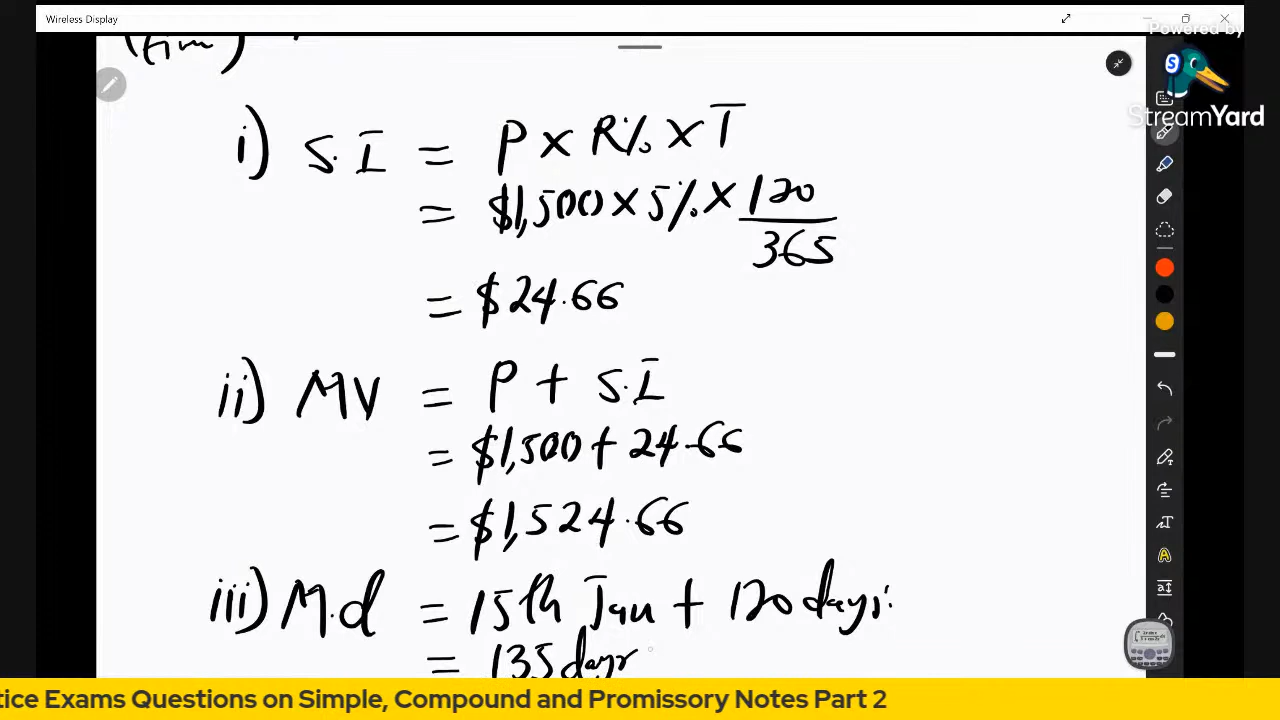 Wireless Display
Powered by
StreamYard
(time)
i) S.I = P × R% × T
= $1,500 × 5% × 120/365
= $24.66
ii) MV = P + S.I
= $1,500 + 24.66
= $1,524.66
iii) M.d = 15th Jan + 120 days
= 135 days
tice Exams Questions on Simple, Compound and Promissory Notes Part 2